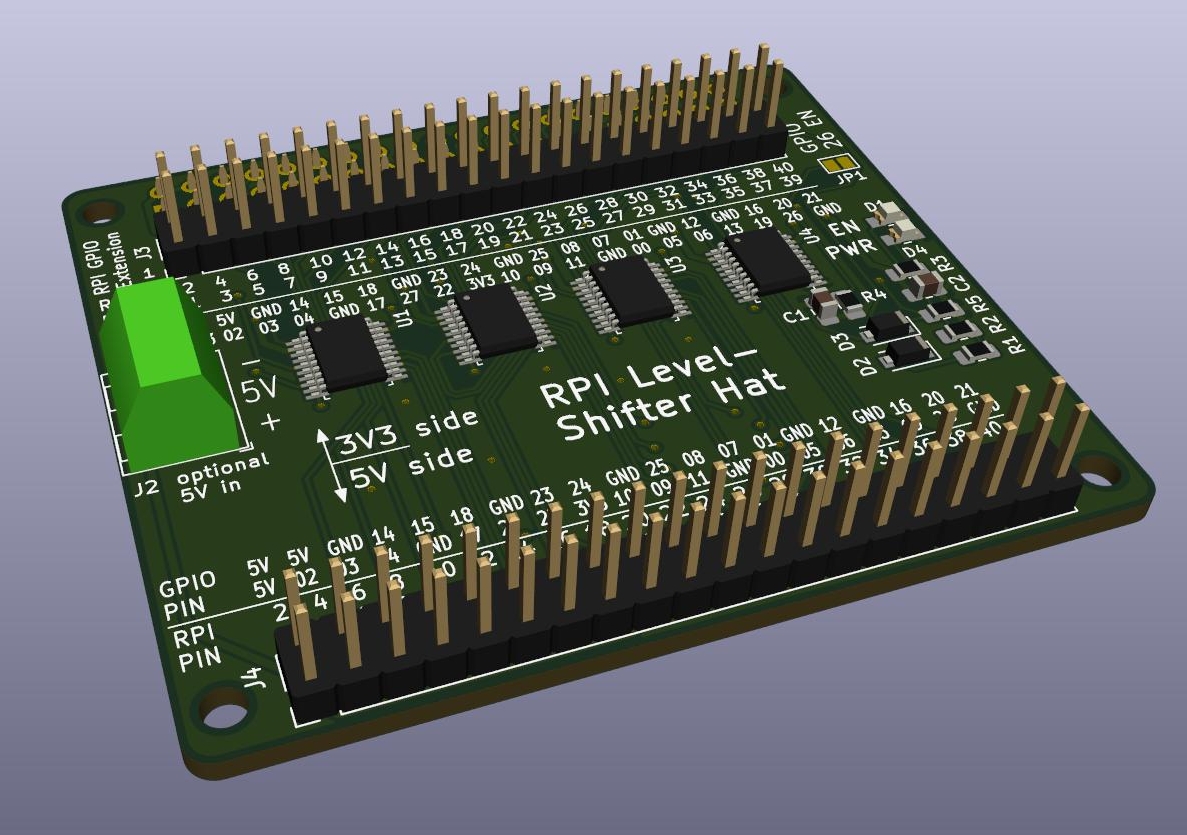 RPI GPIO
Extension
J3
1
2 4 6 8 10 12 14 16 18 20 22 24 26 28 30 32 34 36 38 40
3 5 7 9 11 13 15 17 19 21 23 25 27 29 31 33 35 37 39
5V GND 14 15 18 GND 23 24 GND 25 08 07 01 GND 12 GND 16 20 21
02 03 04 GND 17 27 22 3V3 10 09 11 GND 00 05 06 13 19 26 GND
GPIO 26 EN
JP1
D1
EN
PWR
D4
R3
C2
R4
R5
R2
R1
C1
D3
D2
U1
U2
U3
U4
–
5V
+
J2 optional
5V in
3V3 side
5V side
RPI Level–
Shifter Hat
GPIO
PIN
5V 5V GND 14 15 18 GND 23 24 GND 25 08 07 01 GND 12 GND 16 20 21
5V 02 03
RPI
PIN
2 4
J4